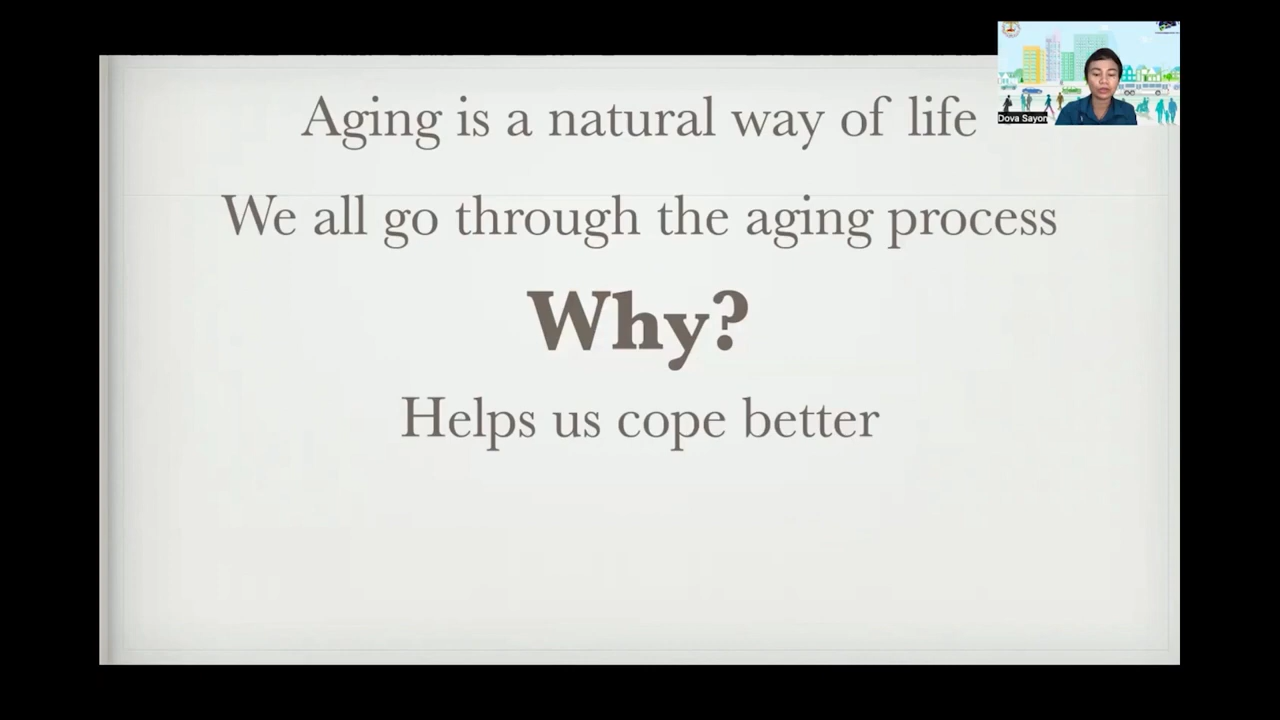 Aging is a natural way of life
We all go through the aging process
Why?
Helps us cope better
Dova Sayon